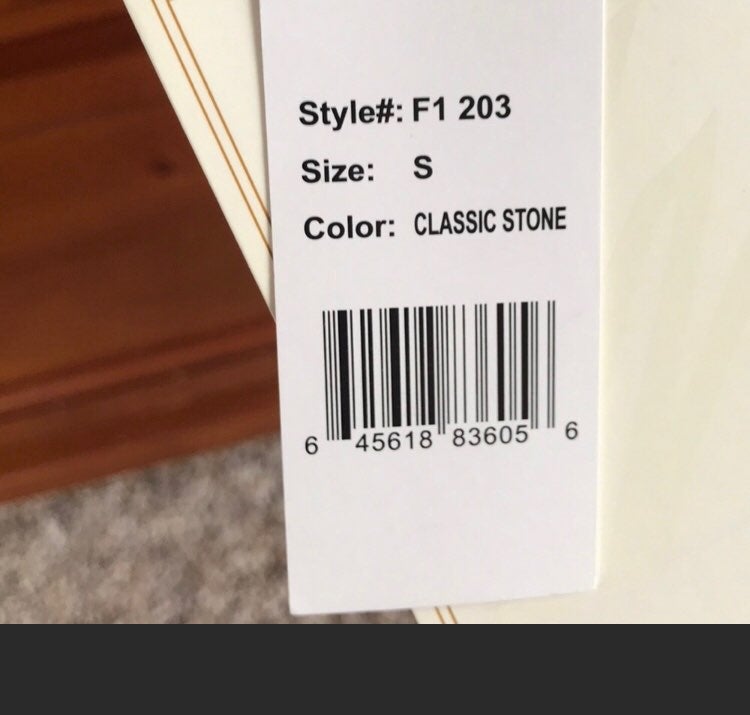 Style#: F1 203
Size: S
Color: CLASSIC STONE
6 45618 83605 6